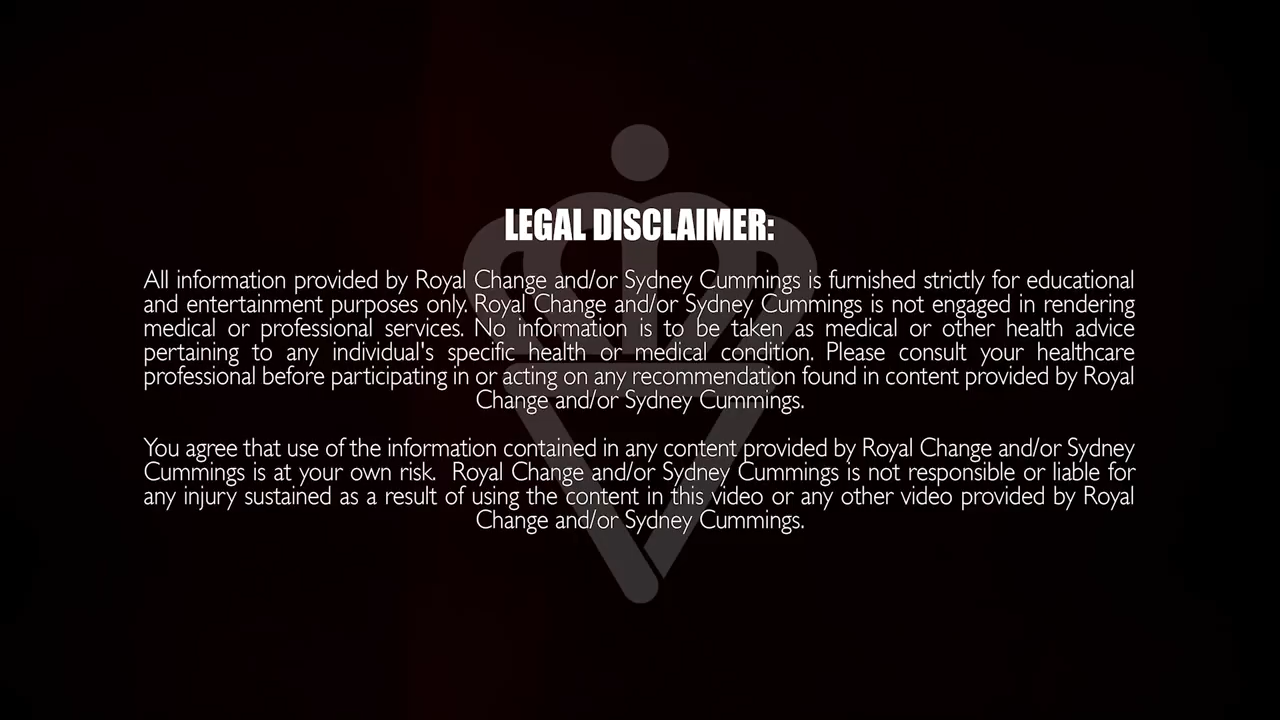 LEGAL DISCLAIMER:
All information provided by Royal Change and/or Sydney Cummings is furnished strictly for educational
and entertainment purposes only. Royal Change and/or Sydney Cummings is not engaged in rendering
medical or professional services. No information is to be taken as medical or other health advice
pertaining to any individual's specific health or medical condition. Please consult your healthcare
professional before participating in or acting on any recommendation found in content provided by Royal
Change and/or Sydney Cummings.
You agree that use of the information contained in any content provided by Royal Change and/or Sydney
Cummings is at your own risk. Royal Change and/or Sydney Cummings is not responsible or liable for
any injury sustained as a result of using the content in this video or any other video provided by Royal
Change and/or Sydney Cummings.